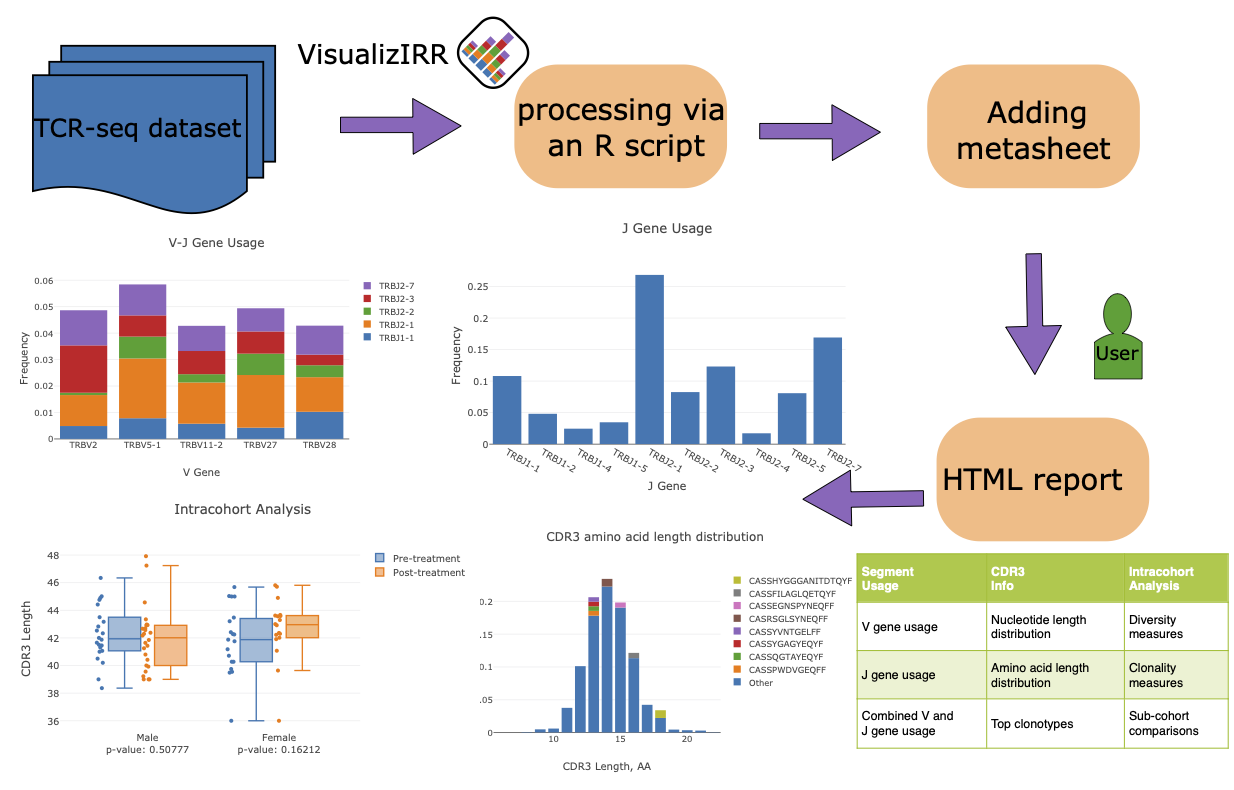 VisualizIRR
TCR-seq dataset
processing via
an R script
Adding
metasheet
User
HTML report
V-J Gene Usage
0.06
0.05
0.04
0.03
0.02
0.01
0
Frequency
TRBV2 TRBV5-1 TRBV11-2 TRBV27 TRBV28
V Gene
TRBJ2-7
TRBJ2-3
TRBJ2-2
TRBJ2-1
TRBJ1-1
J Gene Usage
0.25
0.2
0.15
0.1
0.05
0
Frequency
TRBJ1-1 TRBJ1-2 TRBJ1-4 TRBJ1-5 TRBJ2-1 TRBJ2-2 TRBJ2-3 TRBJ2-4 TRBJ2-5 TRBJ2-7
J Gene
Intracohort Analysis
48
46
44
42
40
38
36
CDR3 Length
Pre-treatment
Post-treatment
Male Female
p-value: 0.50777 p-value: 0.16212
CDR3 amino acid length distribution
0.2
.15
0.1
.05
0
10 15 20
CDR3 Length, AA
CASSHYGGGANITDTQYF
CASSFILAGLQETQYF
CASSEGNSPYNEQFF
CASRSGLSYNEQFF
CASSYVNTGELFF
CASSYGAGYEQYF
CASSQGTAYEQYF
CASSPWDVGEQFF
Other
Segment
Usage
CDR3
Info
Intracohort
Analysis
V gene usage
Nucleotide length
distribution
Diversity
measures
J gene usage
Amino acid length
distribution
Clonality
measures
Combined V and
J gene usage
Top clonotypes
Sub-cohort
comparisons